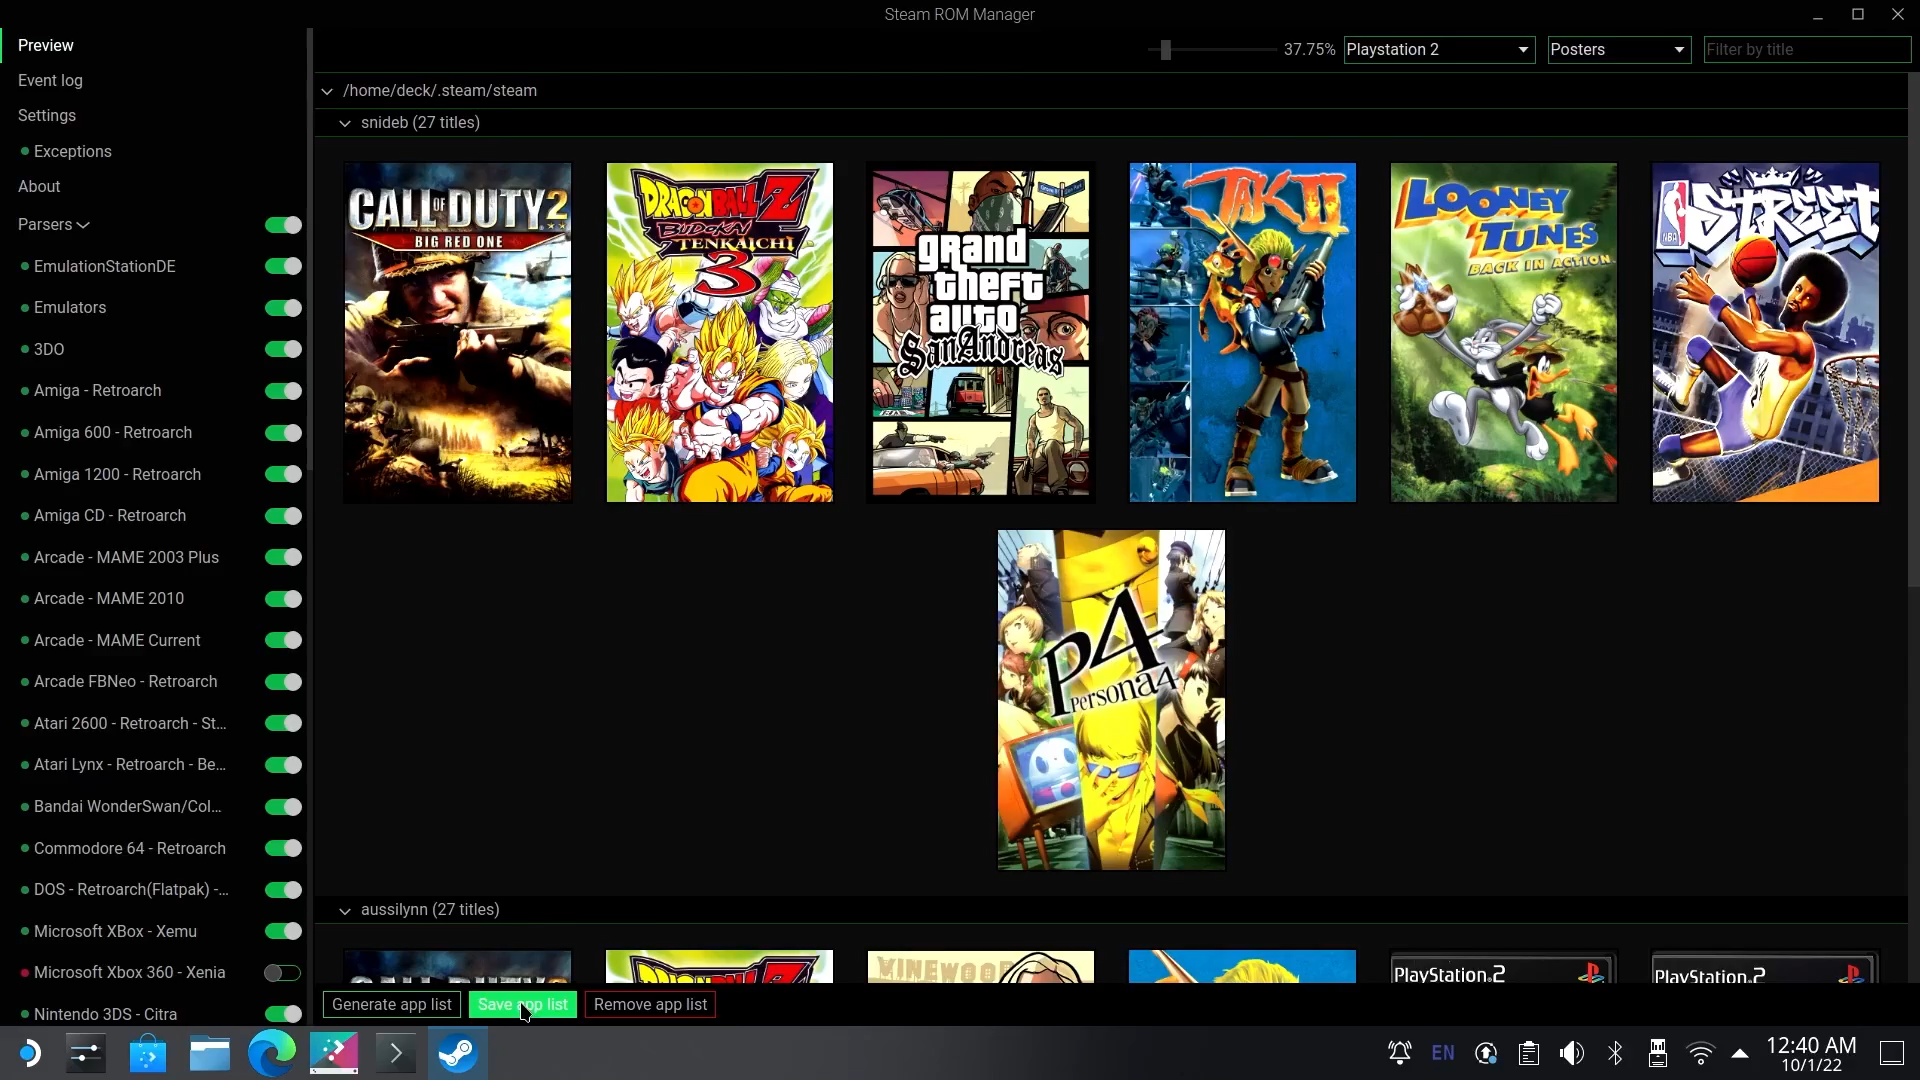 Steam ROM Manager
Preview
Event log
Settings
Exceptions
About
Parsers
EmulationStationDE
Emulators
3DO
Amiga - Retroarch
Amiga 600 - Retroarch
Amiga 1200 - Retroarch
Amiga CD - Retroarch
Arcade - MAME 2003 Plus
Arcade - MAME 2010
Arcade - MAME Current
Arcade FBNeo - Retroarch
Atari 2600 - Retroarch - St...
Atari Lynx - Retroarch - Be...
Bandai WonderSwan/Col...
Commodore 64 - Retroarch
DOS - Retroarch(Flatpak) -...
Microsoft XBox - Xemu
Microsoft Xbox 360 - Xenia
Nintendo 3DS - Citra
37.75%
Playstation 2
Posters
Filter by title
/home/deck/.steam/steam
snideb (27 titles)
CALL OF DUTY 2
BIG RED ONE
DRAGON BALL Z
BUDOKAI
TENKAICHI
3
grand
theft
auto
San Andreas
JAK II
LOONEY
TUNES
BACK IN ACTION
NBA
STREET
P4
Persona4
aussilynn (27 titles)
VINEWOOD
PlayStation.2
PlayStation.2
Generate app list
Save app list
Remove app list
EN
12:40 AM
10/1/22